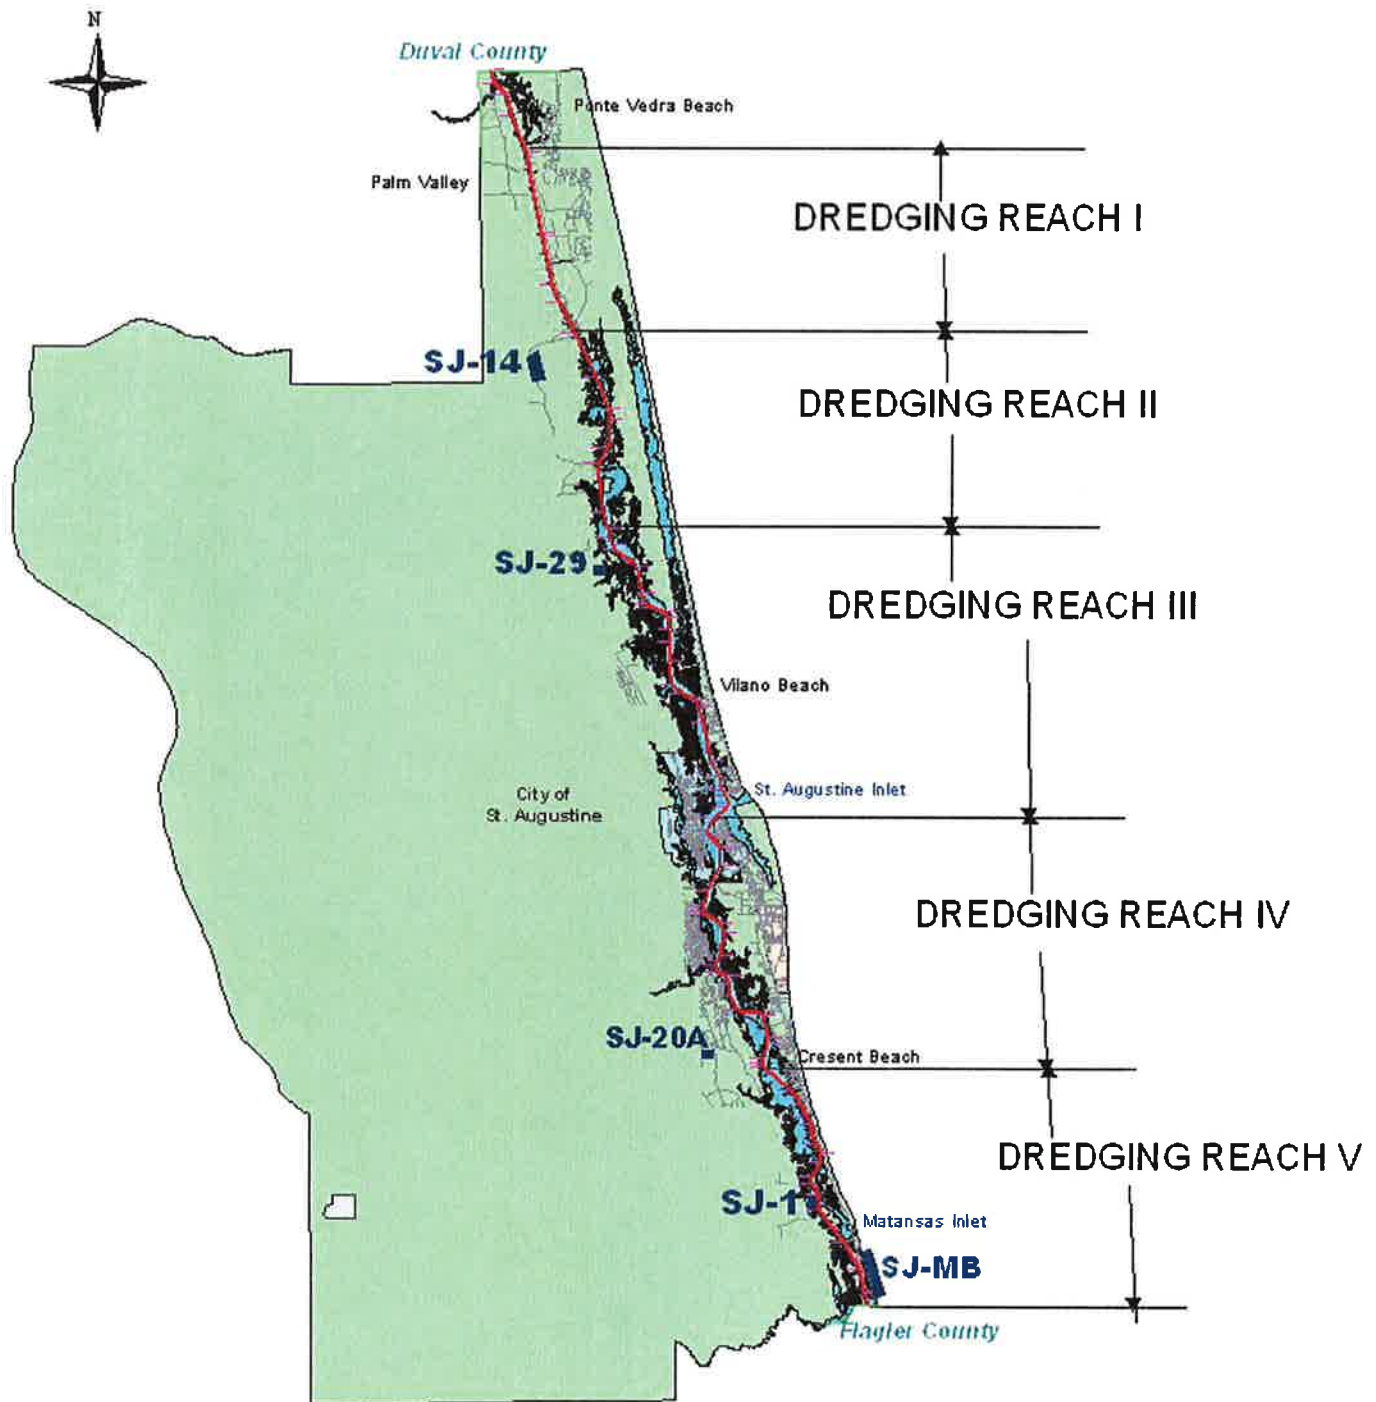 N
Duval County
Ponte Vedra Beach
Palm Valley
DREDGING REACH I
SJ-14
DREDGING REACH II
SJ-29
DREDGING REACH III
Vilano Beach
St. Augustine Inlet
City of
St. Augustine
DREDGING REACH IV
SJ-20A
Cresent Beach
DREDGING REACH V
SJ-1
Matansas Inlet
SJ-MB
Flagler County